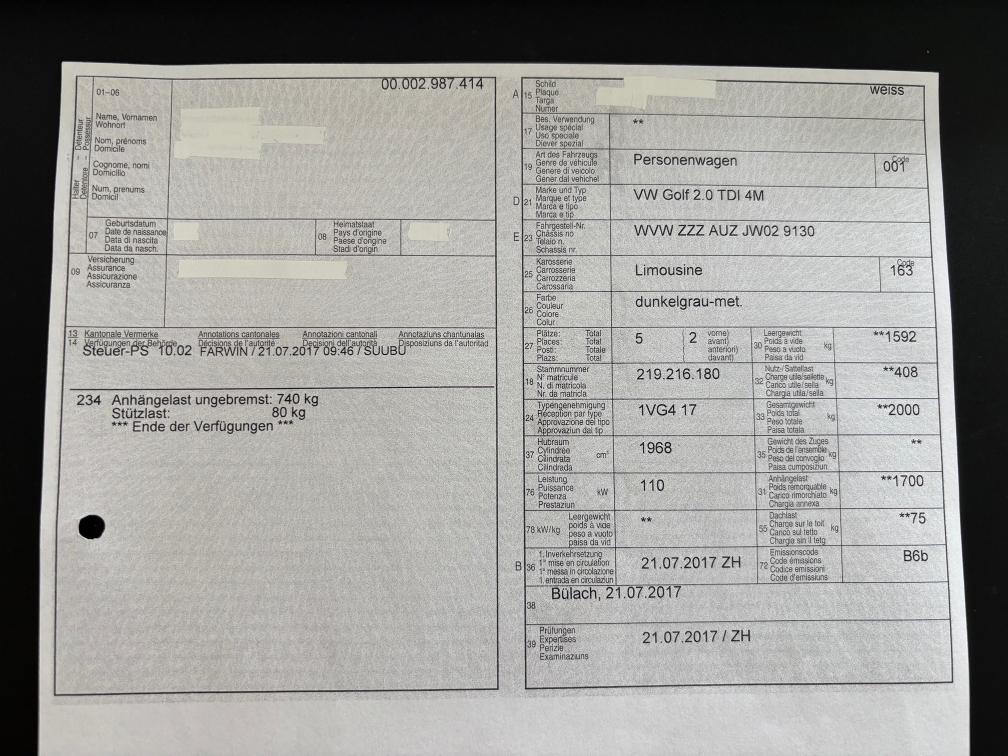 00.002.987.414
01–06
Halter – Détenteur
Detentore – Possessur
Name, Vornamen
Wohnort
Nom, prénoms
Domicile
Cognome, nomi
Domicilio
Num, prenums
Domicil
07
Geburtsdatum
Date de naissance
Data di nascita
Data da nasch.
08
Heimatstaat
Pays d'origine
Paese d'origine
Stadi d'origin
09
Versicherung
Assurance
Assicurazione
Assicuranza
13 Kantonale Vermerke Annotations cantonales Annotazioni cantonali Annotaziuns chantunalas
14 Verfügungen der Behörde Décisions de l'autorité Decisioni dell'autorità Disposiziuns da l'autoritad
Steuer-PS 10.02 FARWIN / 21.07.2017 09:46 / SUUBU
234 Anhängelast ungebremst: 740 kg
Stützlast: 80 kg
*** Ende der Verfügungen ***
A 15
Schild
Plaque
Targa
Numer
weiss
17
Bes. Verwendung
Usage spécial
Uso speciale
Diever spezial
**
19
Art des Fahrzeugs
Genre de véhicule
Genere di veicolo
Gener dal vehichel
Personenwagen
Code
001
D 21
Marke und Typ
Marque et type
Marca e tipo
Marca e tip
VW Golf 2.0 TDI 4M
E 23
Fahrgestell-Nr.
Châssis no
Telaio n.
Schassis nr.
WVW ZZZ AUZ JW02 9130
25
Karosserie
Carrosserie
Carrozzeria
Carossaria
Limousine
Code
163
26
Farbe
Couleur
Colore
Colur
dunkelgrau-met.
27
Plätze: Total
Places: Total
Posti: Totale
Plazs: Total
5
2
vorne)
avant)
anteriori)
davant)
30
Leergewicht
Poids à vide
Peso a vuoto
Paisa da vid
kg
**1592
18
Stammnummer
N° matricule
N. di matricola
Nr. da matricla
219.216.180
32
Nutz-/Sattellast
Charge utile/sellette
Carico utile/sella
Chargia utila/sella
kg
**408
24
Typengenehmigung
Réception par type
Approvazione del tipo
Approvaziun dal tip
1VG4 17
33
Gesamtgewicht
Poids total
Peso totale
Paisa totala
kg
**2000
37
Hubraum
Cylindrée
Cilindrata
Cilindrada
cm³
1968
35
Gewicht des Zuges
Poids de l'ensemble
Peso del convoglio
Paisa cumposiziun
kg
**
76
Leistung
Puissance
Potenza
Prestaziun
kW
110
31
Anhängelast
Poids remorquable
Carico rimorchiato
Chargia annexa
kg
**1700
78 kW/kg
Leergewicht
poids à vide
peso a vuoto
paisa da vid
**
55
Dachlast
Charge sur le toit
Carico sul tetto
Chargia sin il tetg
kg
**75
B 36
1. Inverkehrsetzung
1re mise en circulation
1a messa in circolazione
1. entrada en circulaziun
21.07.2017 ZH
72
Emissionscode
Code émissions
Codice emissioni
Code d'emissiuns
B6b
38
Bülach, 21.07.2017
39
Prüfungen
Expertises
Perizie
Examinaziuns
21.07.2017 / ZH